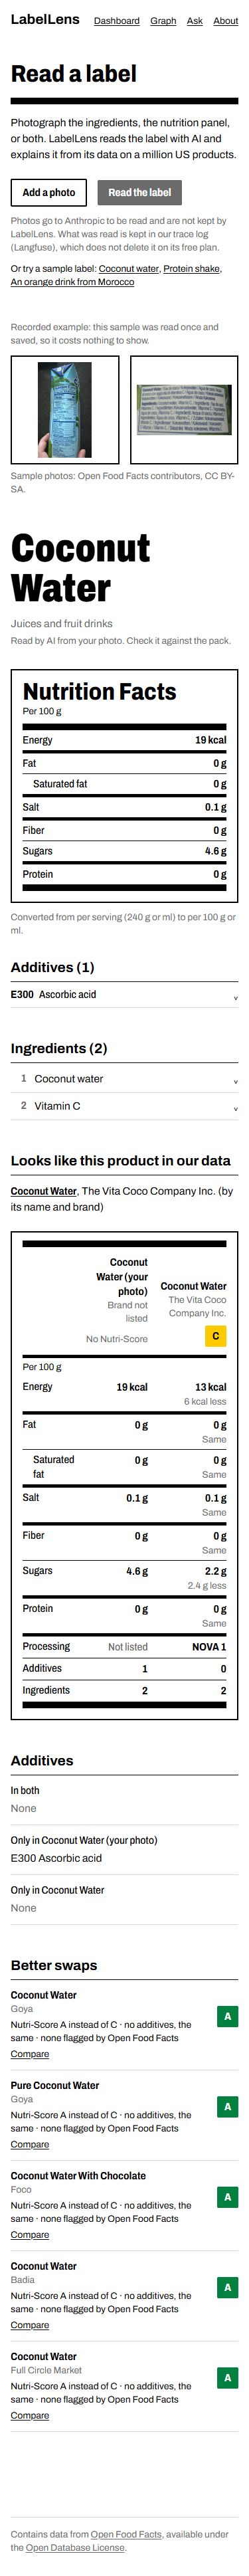 LabelLens Dashboard Graph Ask About
Read a label
Photograph the ingredients, the nutrition panel,
or both. LabelLens reads the label with AI and
explains it from its data on a million US products.
Add a photo Read the label
Photos go to Anthropic to be read and are not kept by
LabelLens. What was read is kept in our trace log
(Langfuse), which does not delete it on its free plan.
Or try a sample label: Coconut water, Protein shake,
An orange drink from Morocco
Recorded example: this sample was read once and
saved, so it costs nothing to show.
Sample photos: Open Food Facts contributors, CC BY-
SA.
Coconut
Water
Juices and fruit drinks
Read by AI from your photo. Check it against the pack.
Nutrition Facts
Per 100 g
Energy 19 kcal
Fat 0 g
Saturated fat 0 g
Salt 0.1 g
Fiber 0 g
Sugars 4.6 g
Protein 0 g
Converted from per serving (240 g or ml) to per 100 g or
ml.
Additives (1)
E300 Ascorbic acid
Ingredients (2)
1 Coconut water
2 Vitamin C
Looks like this product in our data
Coconut Water, The Vita Coco Company Inc. (by
its name and brand)
Coconut
Water (your
photo)
Brand not
listed
No Nutri-Score
Coconut Water
The Vita Coco
Company Inc.
C
Per 100 g
Energy 19 kcal 13 kcal
6 kcal less
Fat 0 g 0 g
Same
Saturated 0 g 0 g
fat Same
Salt 0.1 g 0.1 g
Same
Fiber 0 g 0 g
Same
Sugars 4.6 g 2.2 g
2.4 g less
Protein 0 g 0 g
Same
Processing Not listed NOVA 1
Additives 1 0
Ingredients 2 2
Additives
In both
None
Only in Coconut Water (your photo)
E300 Ascorbic acid
Only in Coconut Water
None
Better swaps
Coconut Water
Goya
A
Nutri-Score A instead of C · no additives, the
same · none flagged by Open Food Facts
Compare
Pure Coconut Water
Goya
A
Nutri-Score A instead of C · no additives, the
same · none flagged by Open Food Facts
Compare
Coconut Water With Chocolate
Foco
A
Nutri-Score A instead of C · no additives, the
same · none flagged by Open Food Facts
Compare
Coconut Water
Badia
A
Nutri-Score A instead of C · no additives, the
same · none flagged by Open Food Facts
Compare
Coconut Water
Full Circle Market
A
Nutri-Score A instead of C · no additives, the
same · none flagged by Open Food Facts
Compare
Contains data from Open Food Facts, available under
the Open Database License.